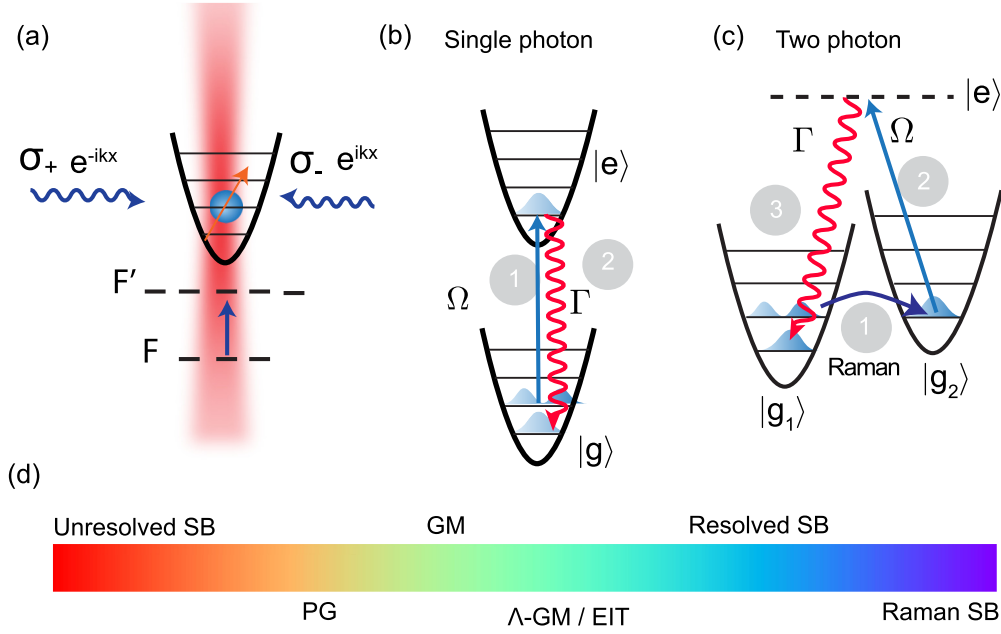 (a)
σ₊ e⁻ⁱᵏˣ
σ₋ eⁱᵏˣ
F′
F
(b) Single photon
|e⟩
1
2
Ω
Γ
|g⟩
(c) Two photon
|e⟩
Γ
Ω
2
3
1
Raman
|g₁⟩
|g₂⟩
(d)
Unresolved SB
GM
Resolved SB
PG
Λ-GM / EIT
Raman SB